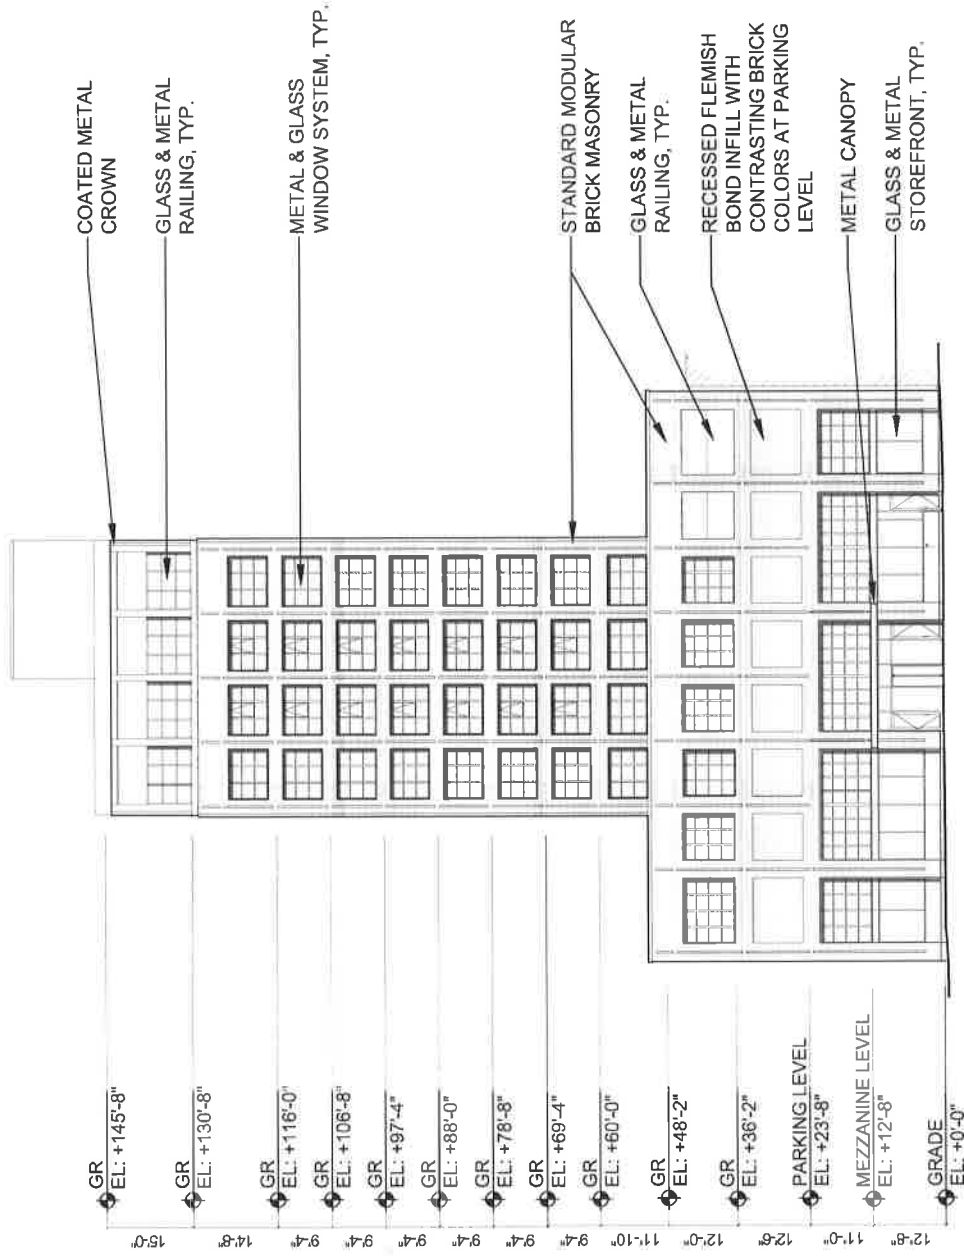 COATED METAL
CROWN
GLASS & METAL
RAILING, TYP.
METAL & GLASS
WINDOW SYSTEM, TYP.
STANDARD MODULAR
BRICK MASONRY
GLASS & METAL
RAILING, TYP.
RECESSED FLEMISH
BOND INFILL WITH
CONTRASTING BRICK
COLORS AT PARKING
LEVEL
METAL CANOPY
GLASS & METAL
STOREFRONT, TYP.
GR
EL: +145'-8"
15'-0"
GR
EL: +130'-8"
14'-8"
GR
EL: +116'-0"
9'-4"
GR
EL: +106'-8"
9'-4"
GR
EL: +97'-4"
9'-4"
GR
EL: +88'-0"
9'-4"
GR
EL: +78'-8"
9'-4"
GR
EL: +69'-4"
9'-4"
GR
EL: +60'-0"
11'-10"
GR
EL: +48'-2"
12'-0"
GR
EL: +36'-2"
12'-6"
PARKING LEVEL
EL: +23'-8"
11'-0"
MEZZANINE LEVEL
EL: +12'-8"
12'-8"
GRADE
EL: +0'-0"